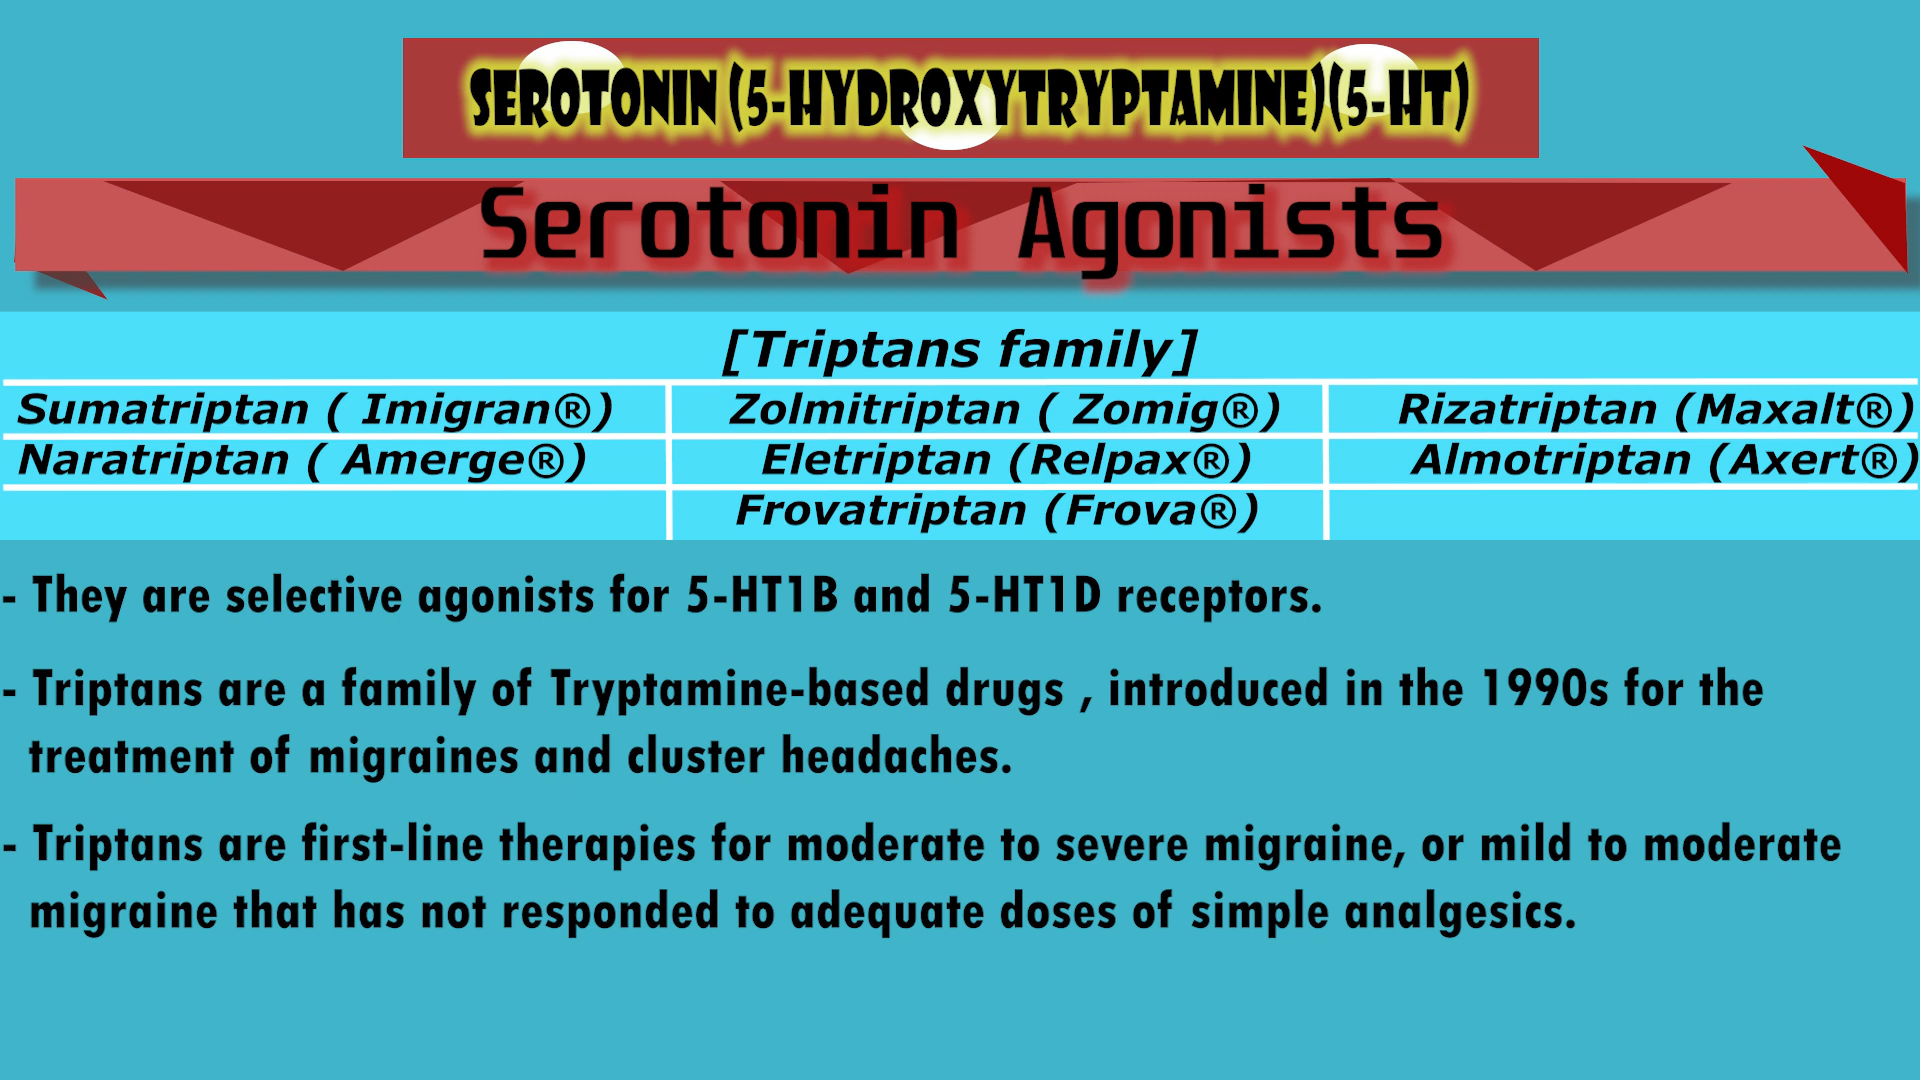 SEROTONIN (5-HYDROXYTRYPTAMINE)(5-HT)
Serotonin Agonists
[Triptans family]
Sumatriptan ( Imigran®) Zolmitriptan ( Zomig®) Rizatriptan (Maxalt®)
Naratriptan ( Amerge®) Eletriptan (Relpax®) Almotriptan (Axert®)
Frovatriptan (Frova®)
- They are selective agonists for 5-HT1B and 5-HT1D receptors.
- Triptans are a family of Tryptamine-based drugs , introduced in the 1990s for the
treatment of migraines and cluster headaches.
- Triptans are first-line therapies for moderate to severe migraine, or mild to moderate
migraine that has not responded to adequate doses of simple analgesics.